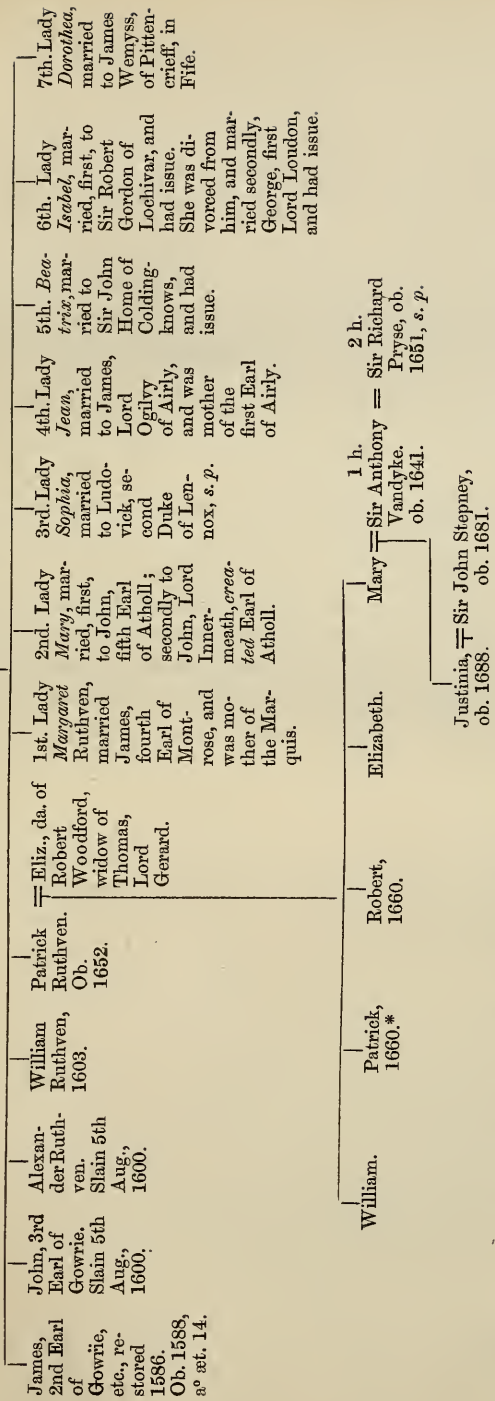 James,
2nd Earl
of
Gowrie,
etc., re-
stored
1586.
Ob. 1588,
aº æt. 14.
John, 3rd
Earl of
Gowrie.
Slain 5th
Aug.,
1600.
Alexan-
der Ruth-
ven.
Slain 5th
Aug.,
1600.
William
Ruthven,
1603.
Patrick
Ruthven.
Ob.
1652.
= Eliz., da. of
Robert
Woodford,
widow of
Thomas,
Lord
Gerard.
1st. Lady
Margaret
Ruthven,
married
James,
fourth
Earl of
Mont-
rose, and
was mo-
ther of
the Mar-
quis.
2nd. Lady
Mary, mar-
ried, first,
to John,
fifth Earl
of Atholl;
secondly to
John, Lord
Inner-
meath, crea-
ted Earl of
Atholl.
3rd. Lady
Sophia,
married
to Ludo-
vick, se-
cond
Duke
of Len-
nox, s. p.
4th. Lady
Jean,
married
to James,
Lord
Ogilvy
of Airly,
and was
mother
of the
first Earl
of Airly.
5th. Bea-
trix, mar-
ried to
Sir John
Home of
Colding-
knows,
and had
issue.
6th. Lady
Isabel, mar-
ried, first, to
Sir Robert
Gordon of
Lochivar, and
had issue.
She was di-
vorced from
him, and mar-
ried secondly,
George, first
Lord Loudon,
and had issue.
7th. Lady
Dorothea,
married
to James
Wemyss,
of Pitten-
crieff, in
Fife.
William.
Patrick,
1660.*
Robert,
1660.
Elizabeth.
1 h. 2 h.
Mary = Sir Anthony = Sir Richard
Vandyke. Pryse, ob.
ob. 1641. 1651, s. p.
Justinia, = Sir John Stepney,
ob. 1688. ob. 1681.